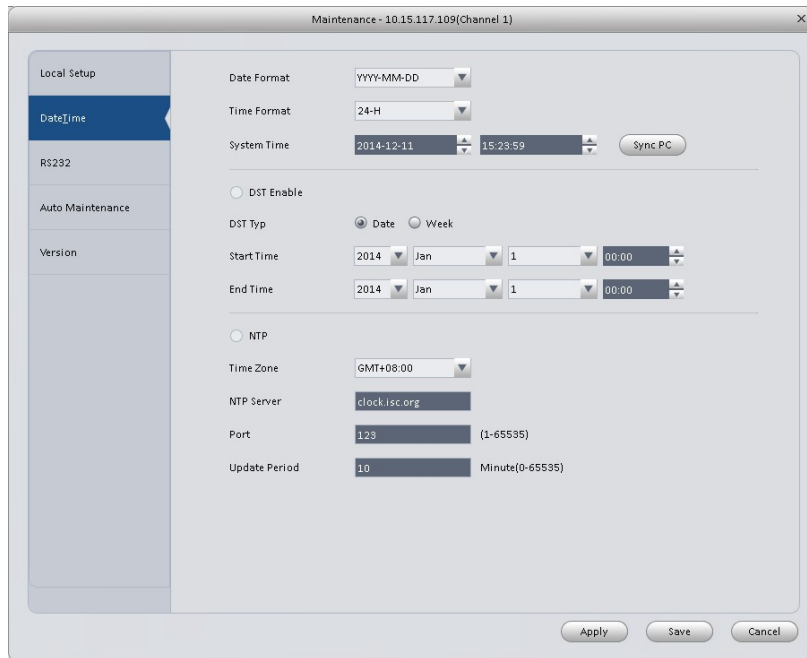 Maintenance - 10.15.117.109(Channel 1)
Local Setup
DateTime
RS232
Auto Maintenance
Version
Date Format YYYY-MM-DD
Time Format 24-H
System Time 2014-12-11 15:23:59 Sync PC
DST Enable
DST Typ Date Week
Start Time 2014 Jan 1 00:00
End Time 2014 Jan 1 00:00
NTP
Time Zone GMT+08:00
NTP Server clock.isc.org
Port 123 (1-65535)
Update Period 10 Minute(0-65535)
Apply Save Cancel